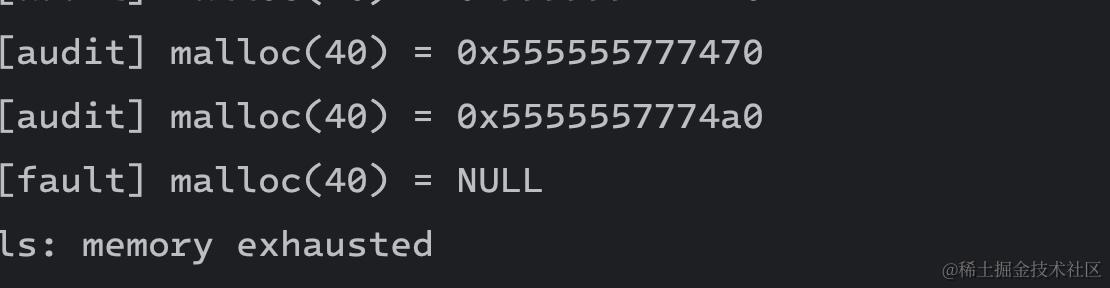 [audit] malloc(40) = 0x555555777470
[audit] malloc(40) = 0x5555557774a0
[fault] malloc(40) = NULL
ls: memory exhausted
@稀土掘金技术社区